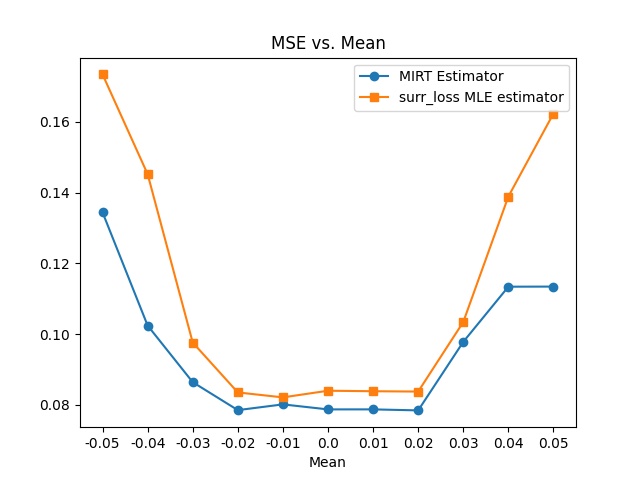 MSE vs. Mean
MIRT Estimator
surr_loss MLE estimator
0.16
0.14
0.12
0.10
0.08
-0.05 -0.04 -0.03 -0.02 -0.01 0.0 0.01 0.02 0.03 0.04 0.05
Mean